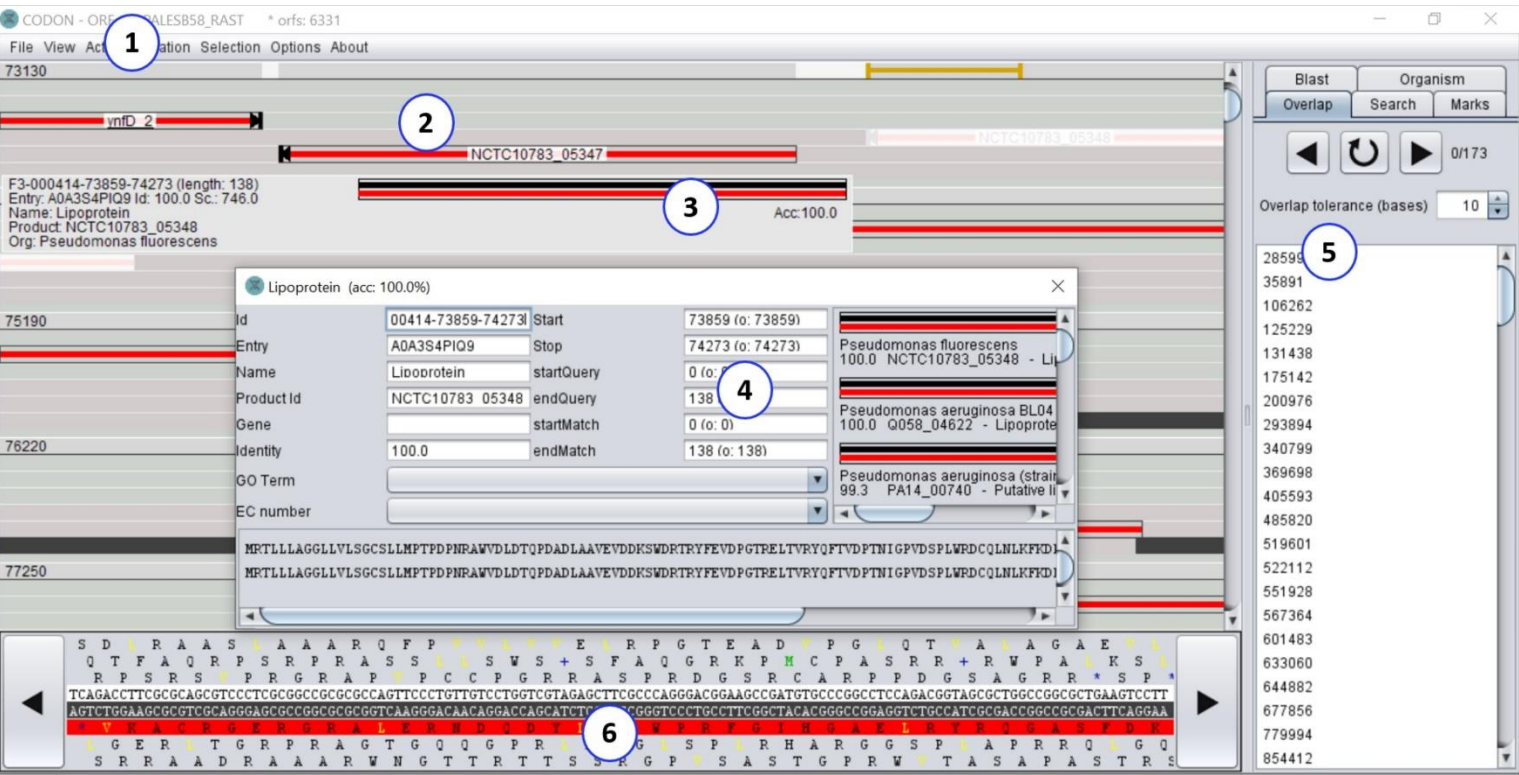 CODON - ORF PALESB58_RAST * orfs: 6331
File View Act ation Selection Options About
1
73130
Blast Organism
Overlap Search Marks
ynfD_2
2
NCTC10783_05348
NCTC10783_05347
0/173
F3-000414-73859-74273 (length: 138)
Entry: A0A3S4PIQ9 Id: 100.0 Sc.: 746.0
Name: Lipoprotein
Product: NCTC10783_05348
Org: Pseudomonas fluorescens
3
Acc:100.0
Overlap tolerance (bases) 10
5
Lipoprotein (acc: 100.0%)
Id 00414-73859-74273 Start 73859 (o: 73859)
Entry A0A3S4PIQ9 Stop 74273 (o: 74273)
Name Lipoprotein startQuery 0 (o:
Product Id NCTC10783_05348 endQuery 138
Gene startMatch 0 (o: 0)
Identity 100.0 endMatch 138 (o: 138)
GO Term
EC number
4
Pseudomonas fluorescens
100.0 NCTC10783_05348 - Lip
Pseudomonas aeruginosa BL04
100.0 Q058_04622 - Lipoprote
Pseudomonas aeruginosa (strain
99.3 PA14_00740 - Putative li
75190
76220
77250
MRTLLLAGGLLVLSGCSLLMPTPDPNRAWVDLDTQPDADLAAVEVDDKSWDRTRYFEVDPGTRELTVRYQFTVDPTNIGPVDSPLWRDCQLNLKFKD
MRTLLLAGGLLVLSGCSLLMPTPDPNRAWVDLDTQPDADLAAVEVDDKSWDRTRYFEVDPGTRELTVRYQFTVDPTNIGPVDSPLWRDCQLNLKFKD
28599
35891
106262
125229
131438
175142
200976
293894
340799
369698
405593
485820
519601
522112
551928
567364
601483
633060
644882
677856
779994
854412
S D L R A A S L A A A R Q F P V V L V V E L R P G T E A D V P G L Q T V A L A G A E V L
Q T F A Q R P S R P R A S S L L S W S + S F A Q G R K P M C P A S R R + R W P A L K S L
R P S R S V P R G R A P V P C C P G R R A S P R D G S R C A R P P D G S A G R R * S P *
TCAGACCTTCGCGCAGCGTCCCTCGCGGCCGCGCGCCAGTTCCCTGTTGTCCTGGTCGTAGAGCTTCGCCCAGGGACGGAAGCCGATGTGCCCGGCCTCCAGACGGTAGCGCTGGCCGGCGCTGAAGTCCTT
AGTCTGGAAGCGCGTCGCAGGGAGCGCCGGCGCGCGGTCAAGGGACAACAGGACCAGCATCTC CGGGTCCCTGCCTTCGGCTACACGGGCCGGAGGTCTGCCATCGCGACCGGCCGCGACTTCAGGAA
* V K A C R G E R G R A L E R N D Q D Y L W P R F G I H G A E L R Y R Q G A S F D K
6
L G E R L T G R P R A G T G Q Q G P R L G L S P L R H A R G G S P L A P R R Q L G Q
S R R A A D R A A A R W N G T T R T T S S R G P V S A S T G P R W V T A S A P A S T R S